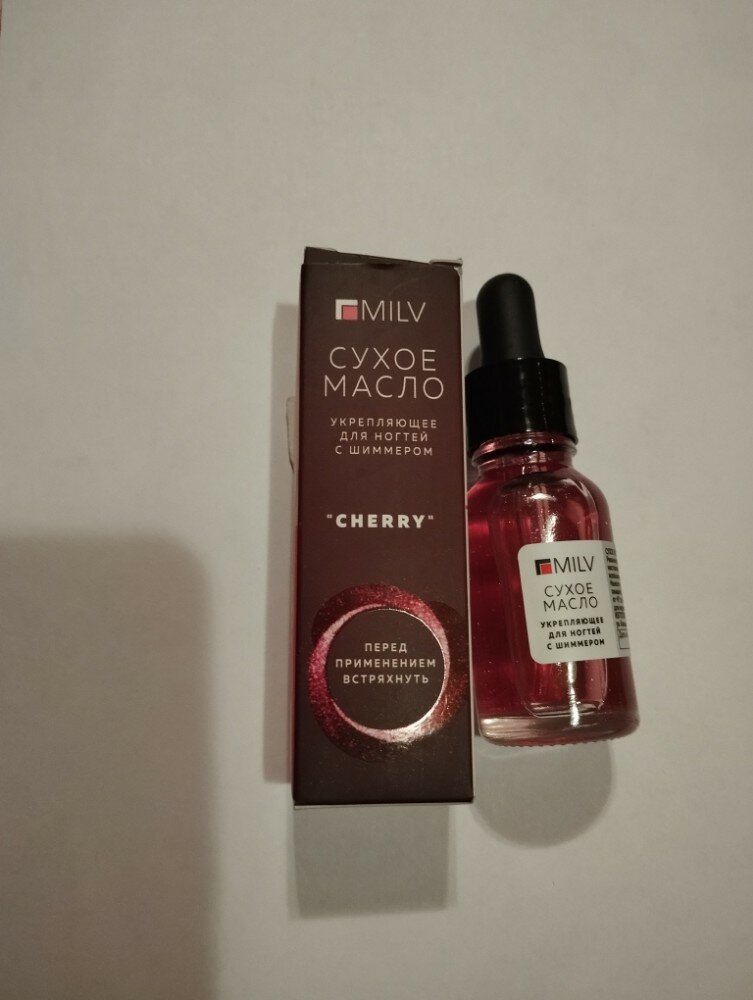 MILV
СУХОЕ
МАСЛО
УКРЕПЛЯЮЩЕЕ
ДЛЯ НОГТЕЙ
С ШИММЕРОМ
"CHERRY"
ПЕРЕД
ПРИМЕНЕНИЕМ
ВСТРЯХНУТЬ
MILV
СУХОЕ
МАСЛО
УКРЕПЛЯЮЩЕЕ
ДЛЯ НОГТЕЙ
С ШИММЕРОМ